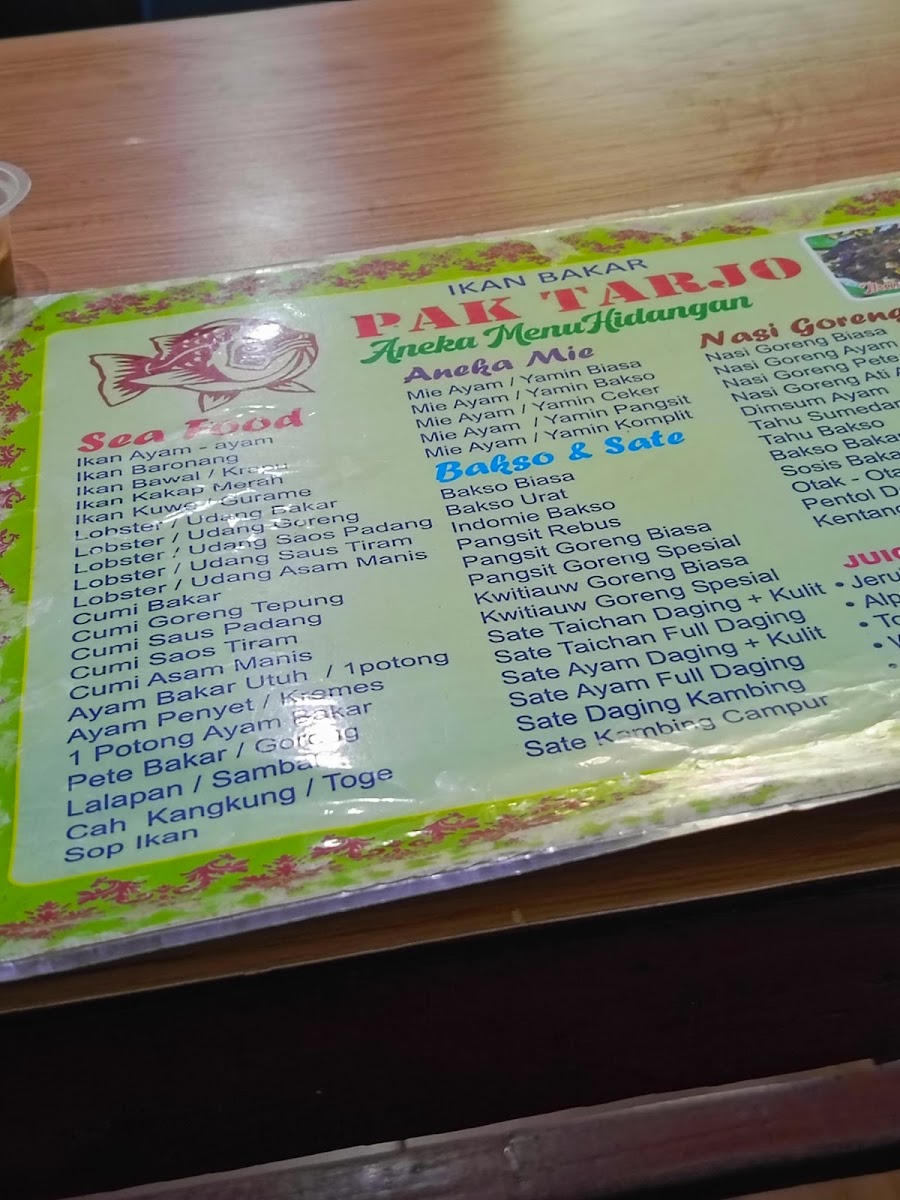 IKAN BAKAR
PAK TARJO
Aneka Menu Hidangan
Sea Food
Ikan Ayam - ayam
Ikan Baronang
Ikan Bawal /
Ikan Kakap Merah
Ikan Kuwe / Gurame
Lobster / Udang Bakar
Lobster / Udang Goreng
Lobster / Udang Saos Padang
Lobster / Udang Saus Tiram
Lobster / Udang Asam Manis
Cumi Bakar
Cumi Goreng Tepung
Cumi Saus Padang
Cumi Saos Tiram
Cumi Asam Manis
Ayam Bakar Utuh / 1potong
Ayam Penyet / Kremes
1 Potong Ayam Bakar
Pete Bakar / Goreng
Lalapan / Sambal
Cah Kangkung / Toge
Sop Ikan
Aneka Mie
Mie Ayam / Yamin Biasa
Mie Ayam / Yamin Bakso
Mie Ayam / Yamin Ceker
Mie Ayam / Yamin Pangsit
Mie Ayam / Yamin Komplit
Bakso & Sate
Bakso Biasa
Bakso Urat
Indomie Bakso
Pangsit Rebus
Pangsit Goreng Biasa
Pangsit Goreng Spesial
Kwitiauw Goreng Biasa
Kwitiauw Goreng Spesial
Sate Taichan Daging + Kulit
Sate Taichan Full Daging
Sate Ayam Daging + Kulit
Sate Ayam Full Daging
Sate Daging Kambing
Sate Kambing Campur
Nasi Goreng
Nasi Goreng Biasa
Nasi Goreng Ayam
Nasi Goreng Pete
Nasi Goreng Ati
Dimsum Ayam
Tahu
Tahu Bakso
Bakso
Sosis
Otak -
Pentol